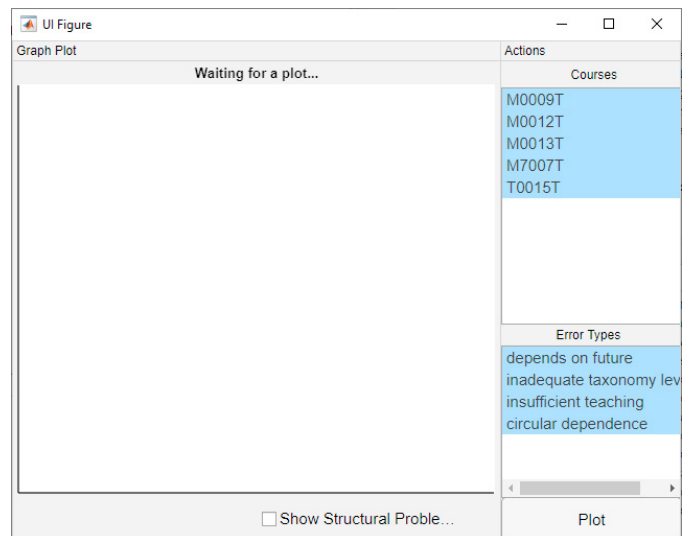 UI Figure
Graph Plot
Actions
Waiting for a plot...
Courses
M0009T
M0012T
M0013T
M7007T
T0015T
Error Types
depends on future
inadequate taxonomy lev
insufficient teaching
circular dependence
Show Structural Proble...
Plot